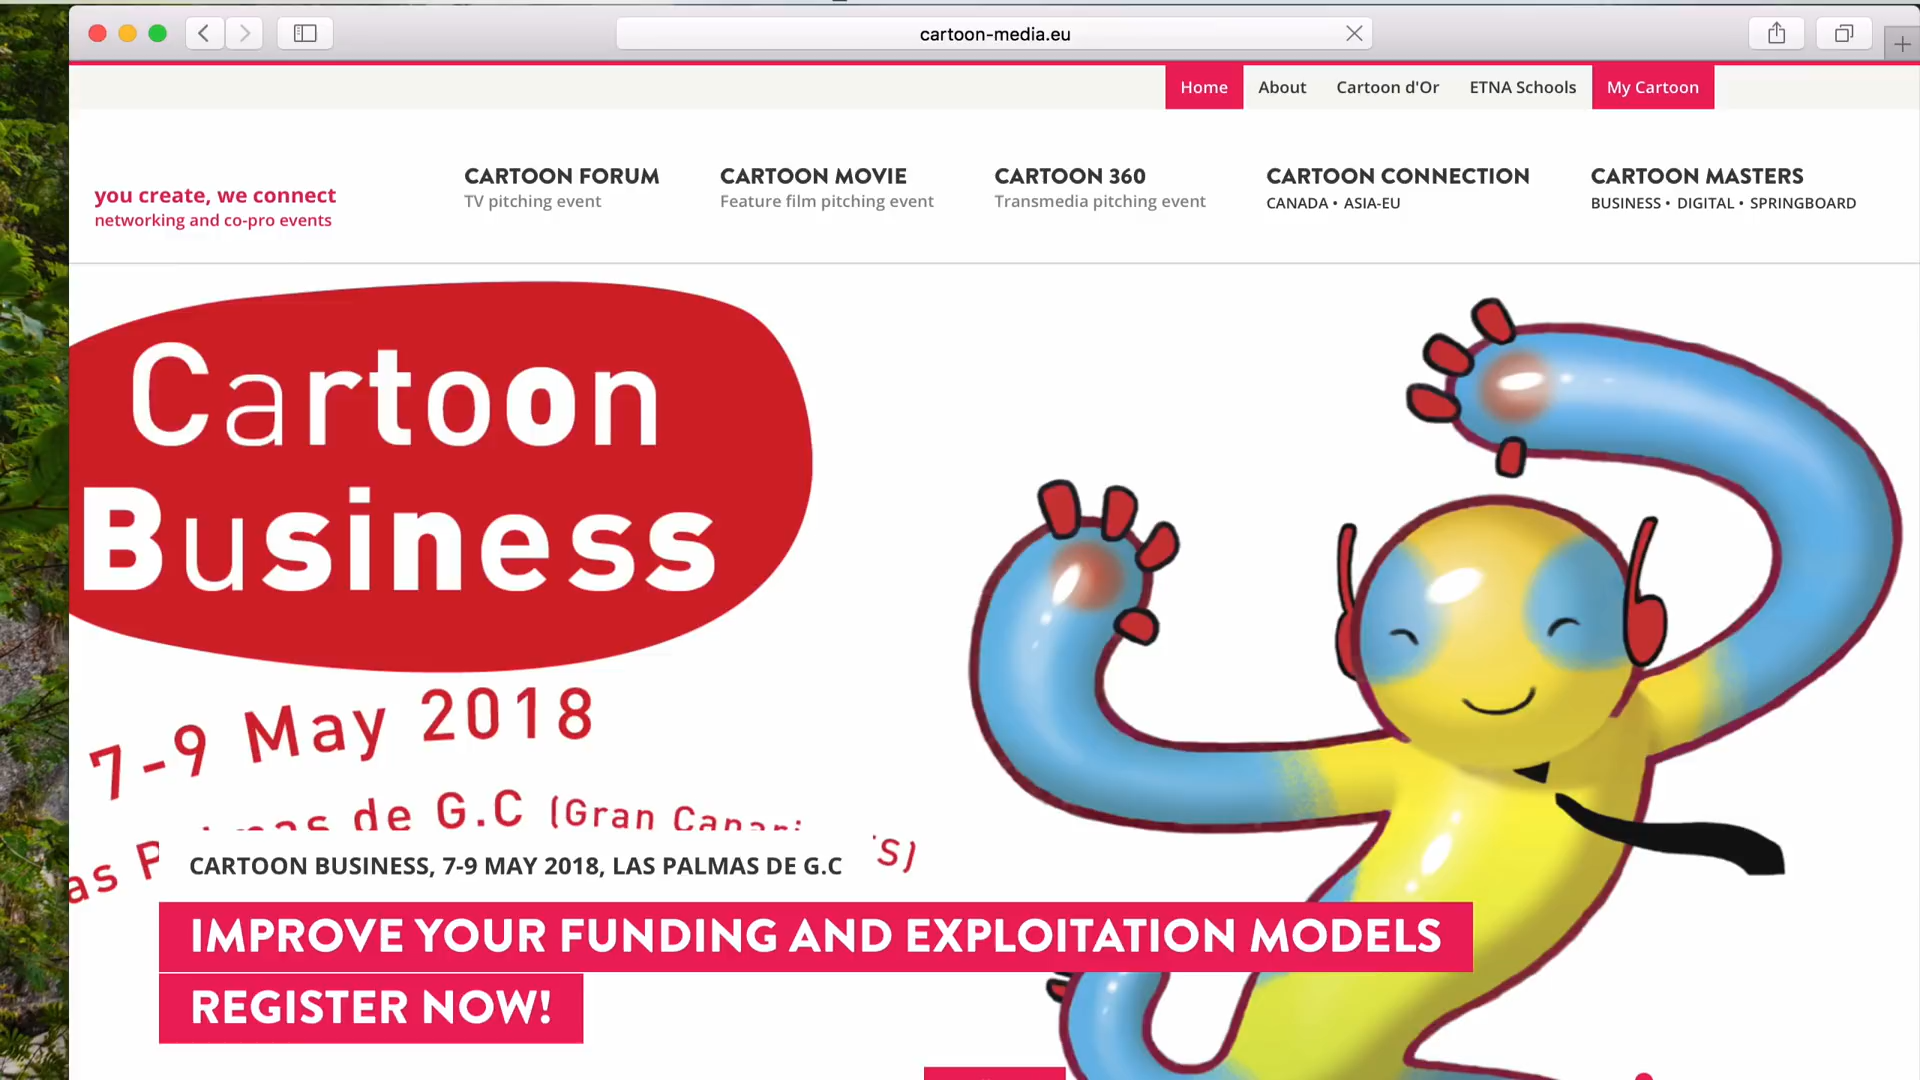 cartoon-media.eu
Home About Cartoon d'Or ETNA Schools My Cartoon
CARTOON FORUM
TV pitching event
CARTOON MOVIE
Feature film pitching event
CARTOON 360
Transmedia pitching event
CARTOON CONNECTION
CANADA • ASIA-EU
CARTOON MASTERS
BUSINESS • DIGITAL • SPRINGBOARD
you create, we connect
networking and co-pro events
Cartoon
Business
7-9 May 2018
de G.C (Gran
CARTOON BUSINESS, 7-9 MAY 2018, LAS PALMAS DE G.C
IMPROVE YOUR FUNDING AND EXPLOITATION MODELS
REGISTER NOW!